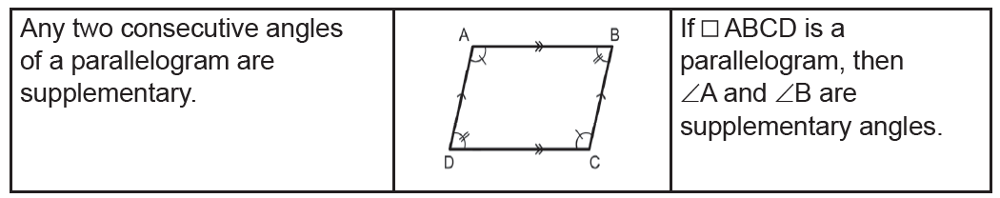 Any two consecutive angles
of a parallelogram are
supplementary.
A
B
D
C
If □ ABCD is a
parallelogram, then
∠A and ∠B are
supplementary angles.